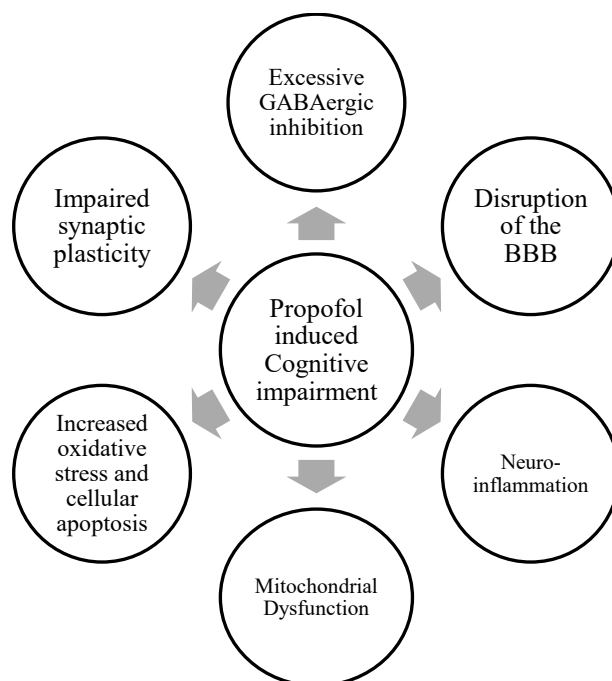 Excessive
GABAergic
inhibition
Impaired
synaptic
plasticity
Disruption
of the
BBB
Propofol
induced
Cognitive
impairment
Increased
oxidative
stress and
cellular
apoptosis
Neuro-
inflammation
Mitochondrial
Dysfunction